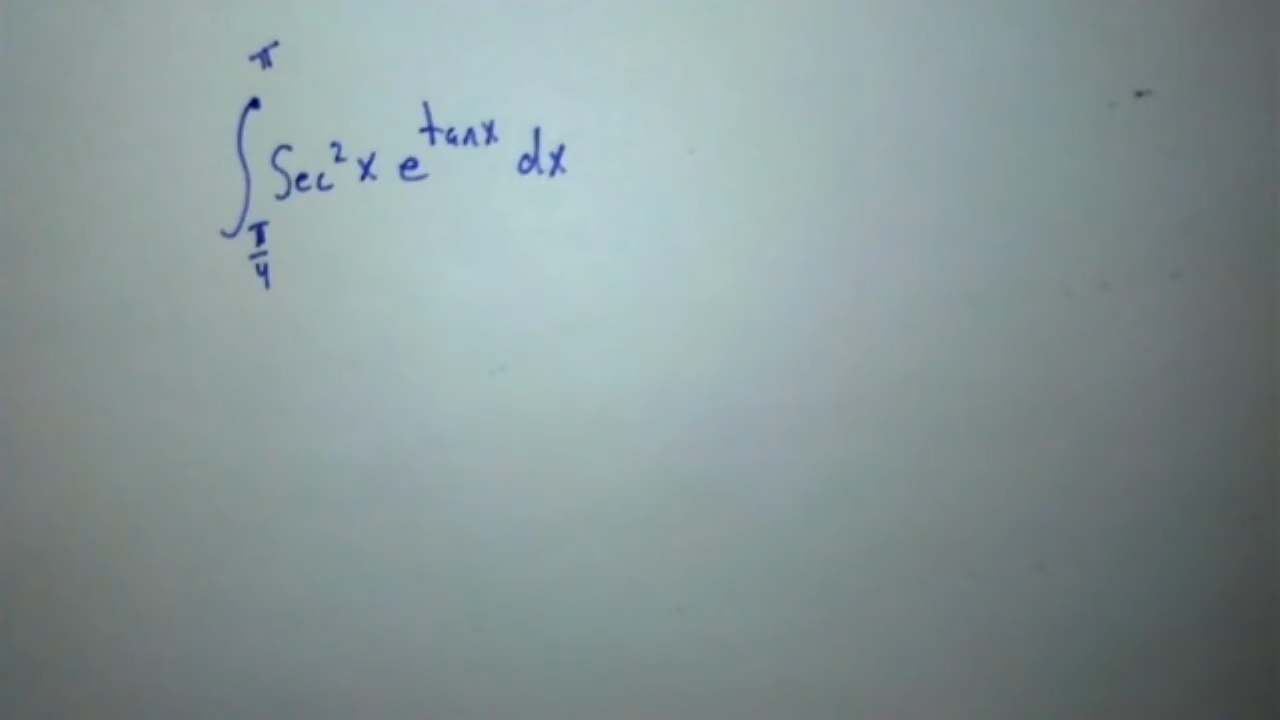 ∫_{π/4}^{π} Sec²x e^{tanx} dx